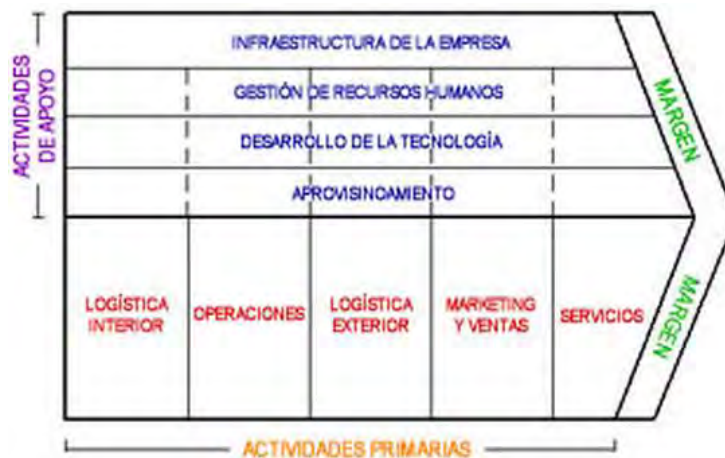 ACTIVIDADES
DE APOYO
INFRAESTRUCTURA DE LA EMPRESA
GESTIÓN DE RECURSOS HUMANOS
DESARROLLO DE LA TECNOLOGÍA
APROVISINOAMIENTO
MARGEN
LOGÍSTICA
INTERIOR
OPERACIONES
LOGÍSTICA
EXTERIOR
MARKETING
Y VENTAS
SERVICIOS
MARGEN
ACTIVIDADES PRIMARIAS